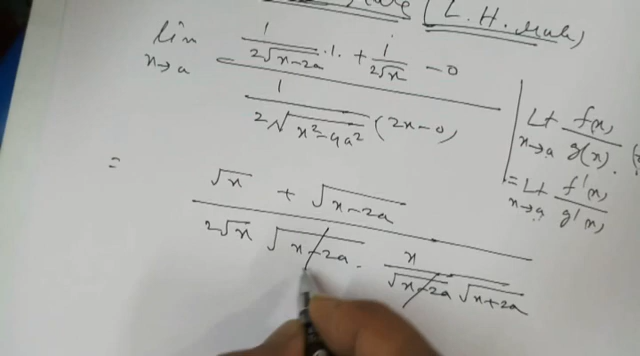 (L. H. Rule)
lim x→a (1/(2√(x-2a)) · 1 + 1/(2√x) - 0) / (1/(2√(x²-4a²)) (2x-0)
Lt x→a f(x)/g(x)
= Lt x→a f'(x)/g'(x)
= (√x + √(x-2a)) / (2√x √(x-2a) · x/(√(x-2a) √(x+2a)))